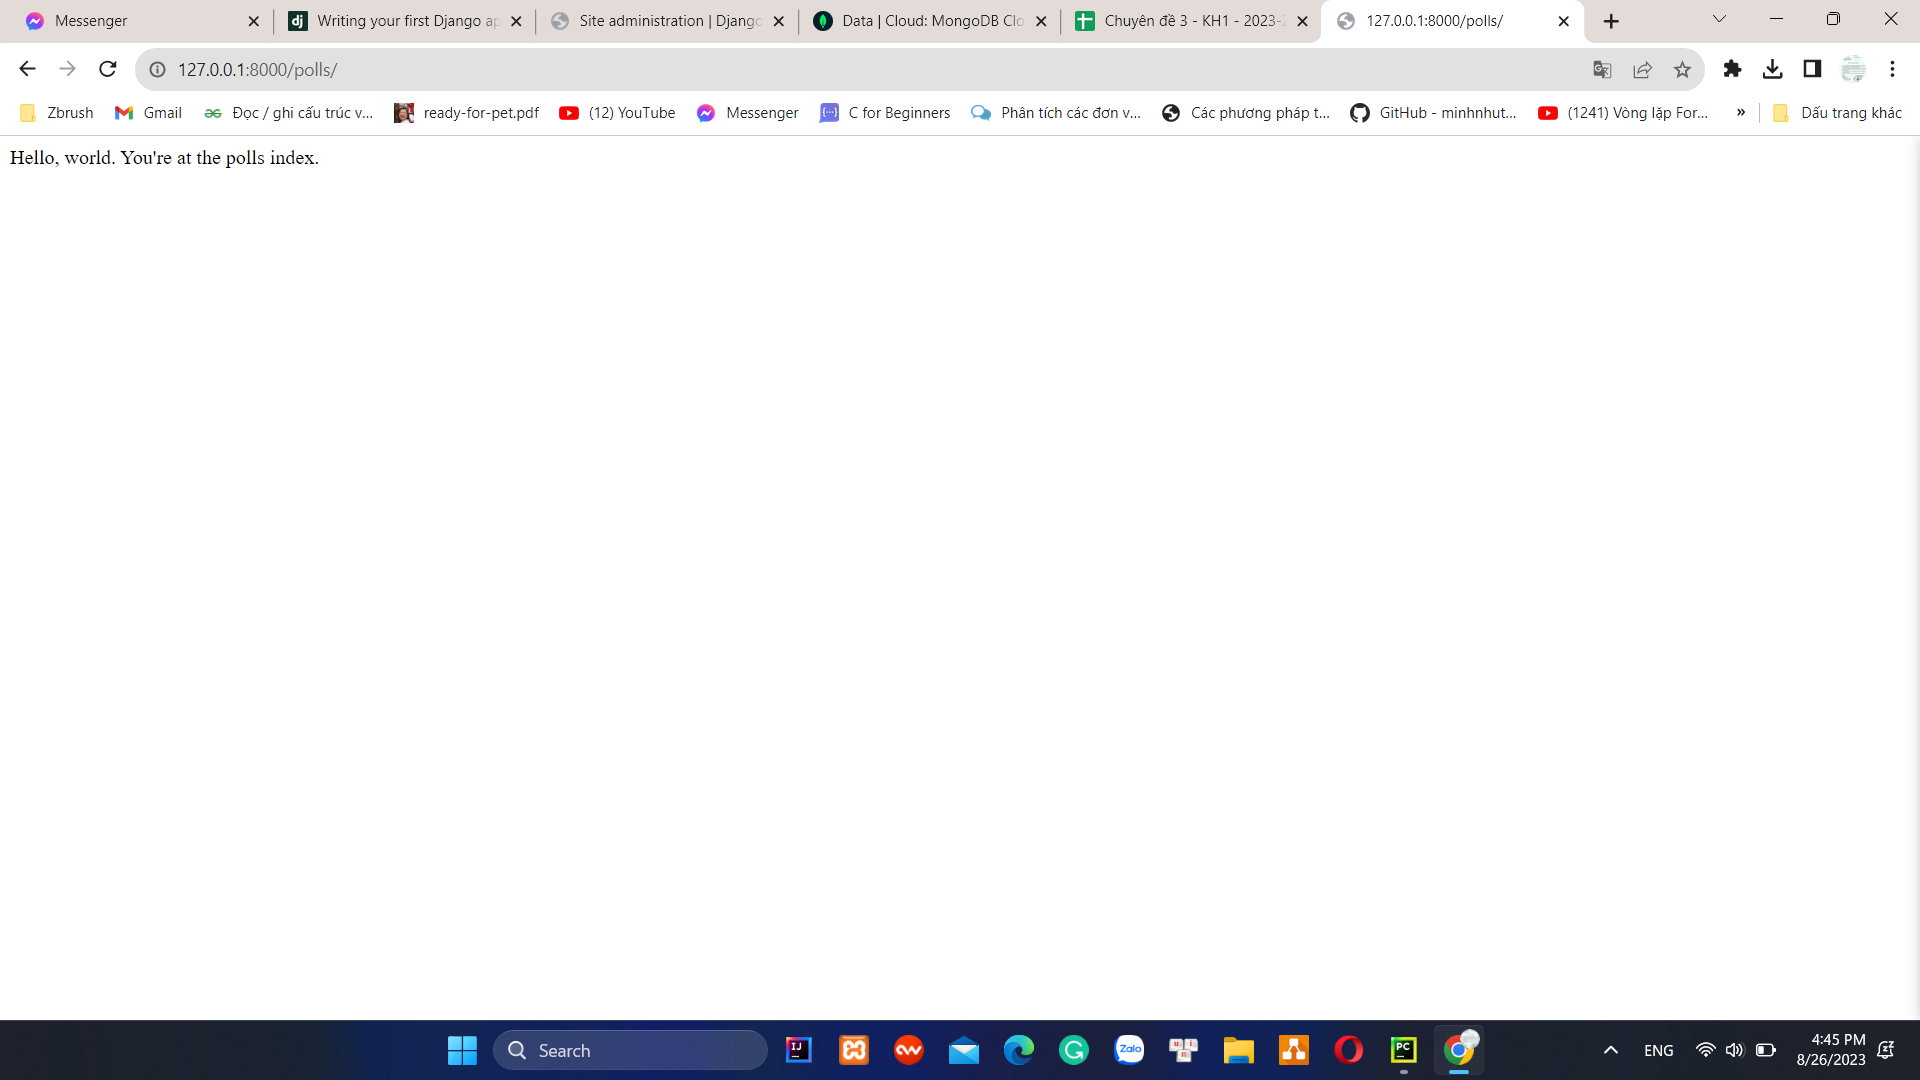 Messenger
Writing your first Django ap
Site administration | Django
Data | Cloud: MongoDB Clo
Chuyên đề 3 - KH1 - 2023-2
127.0.0.1:8000/polls/
127.0.0.1:8000/polls/
Zbrush
Gmail
Đọc / ghi cấu trúc v...
ready-for-pet.pdf
(12) YouTube
Messenger
C for Beginners
Phân tích các đơn v...
Các phương pháp t...
GitHub - minhnhut...
(1241) Vòng lặp For...
»
Dấu trang khác
Hello, world. You're at the polls index.
Search
Zalo
ENG
4:45 PM
8/26/2023